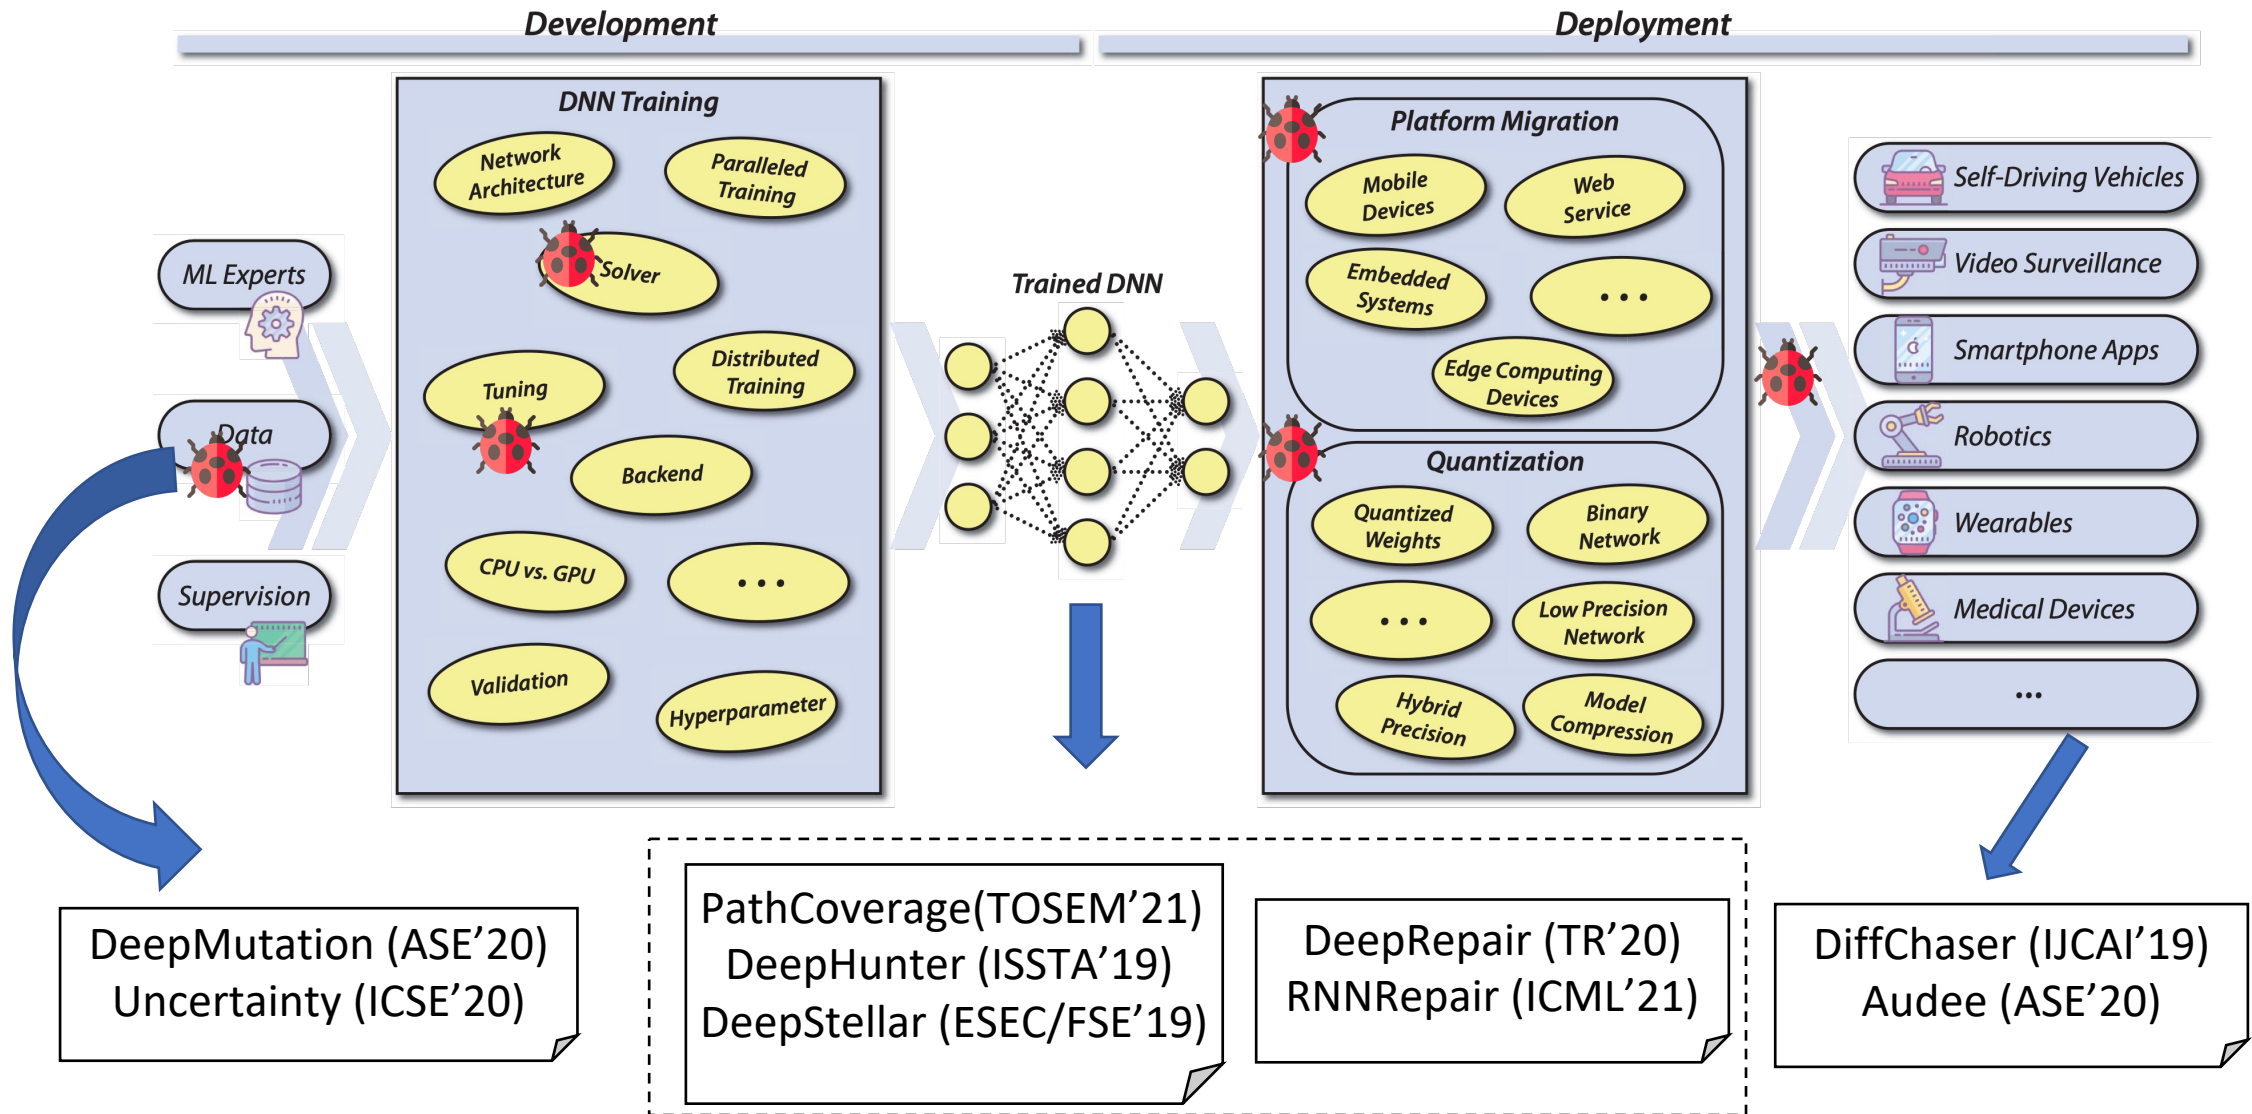 Development
Deployment
ML Experts
Data
Supervision
DNN Training
Network
Architecture
Paralleled
Training
Solver
Tuning
Distributed
Training
Backend
CPU vs. GPU
...
Validation
Hyperparameter
Trained DNN
Platform Migration
Mobile
Devices
Web
Service
Embedded
Systems
...
Edge Computing
Devices
Quantization
Quantized
Weights
Binary
Network
...
Low Precision
Network
Hybrid
Precision
Model
Compression
Self-Driving Vehicles
Video Surveillance
Smartphone Apps
Robotics
Wearables
Medical Devices
...
DeepMutation (ASE’20)
Uncertainty (ICSE’20)
PathCoverage(TOSEM’21)
DeepHunter (ISSTA’19)
DeepStellar (ESEC/FSE’19)
DeepRepair (TR’20)
RNNRepair (ICML’21)
DiffChaser (IJCAI’19)
Audee (ASE’20)